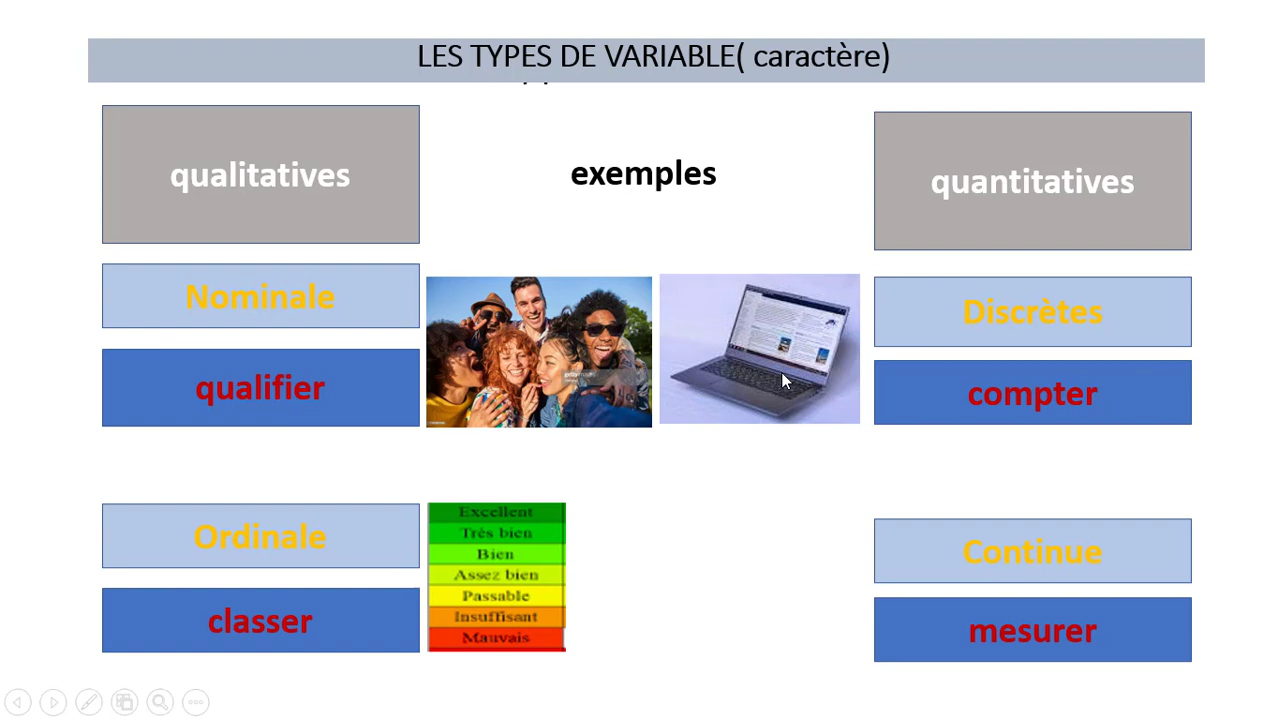 LES TYPES DE VARIABLE( caractère)
qualitatives
exemples
quantitatives
Nominale
qualifier
Discrètes
compter
Ordinale
classer
Excellent
Très bien
Bien
Assez bien
Passable
Insuffisant
Mauvais
Continue
mesurer